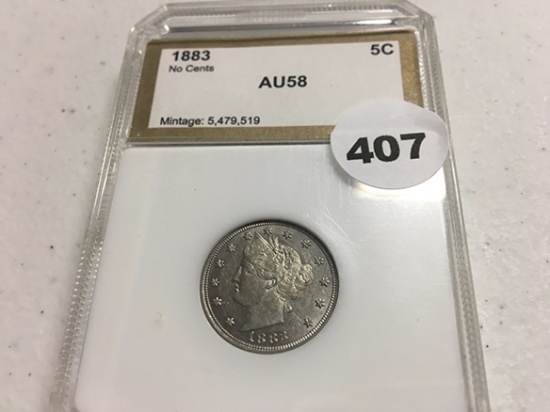 1883 5C
No Cents
AU58
Mintage: 5,479,519
407
1883